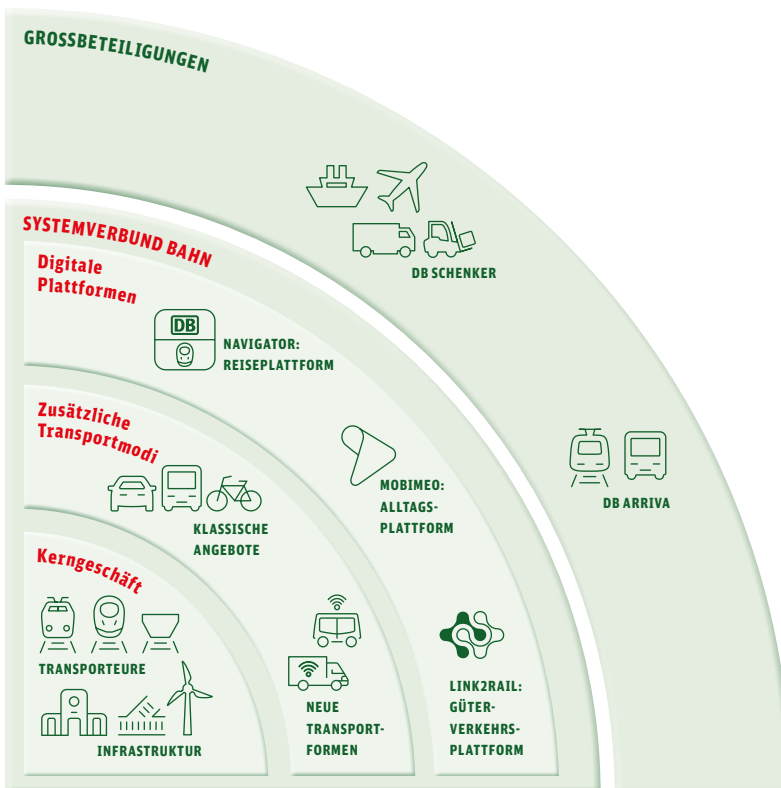 GROSSBETEILIGUNGEN
DB SCHENKER
DB ARRIVA
SYSTEMVERBUND BAHN
Digitale
Plattformen
DB
NAVIGATOR:
REISEPLATTFORM
MOBIMEO:
ALLTAGS-
PLATTFORM
LINK2RAIL:
GÜTER-
VERKEHRS-
PLATTFORM
Zusätzliche
Transportmodi
KLASSISCHE
ANGEBOTE
NEUE
TRANSPORT-
FORMEN
Kerngeschäft
TRANSPORTEURE
INFRASTRUKTUR